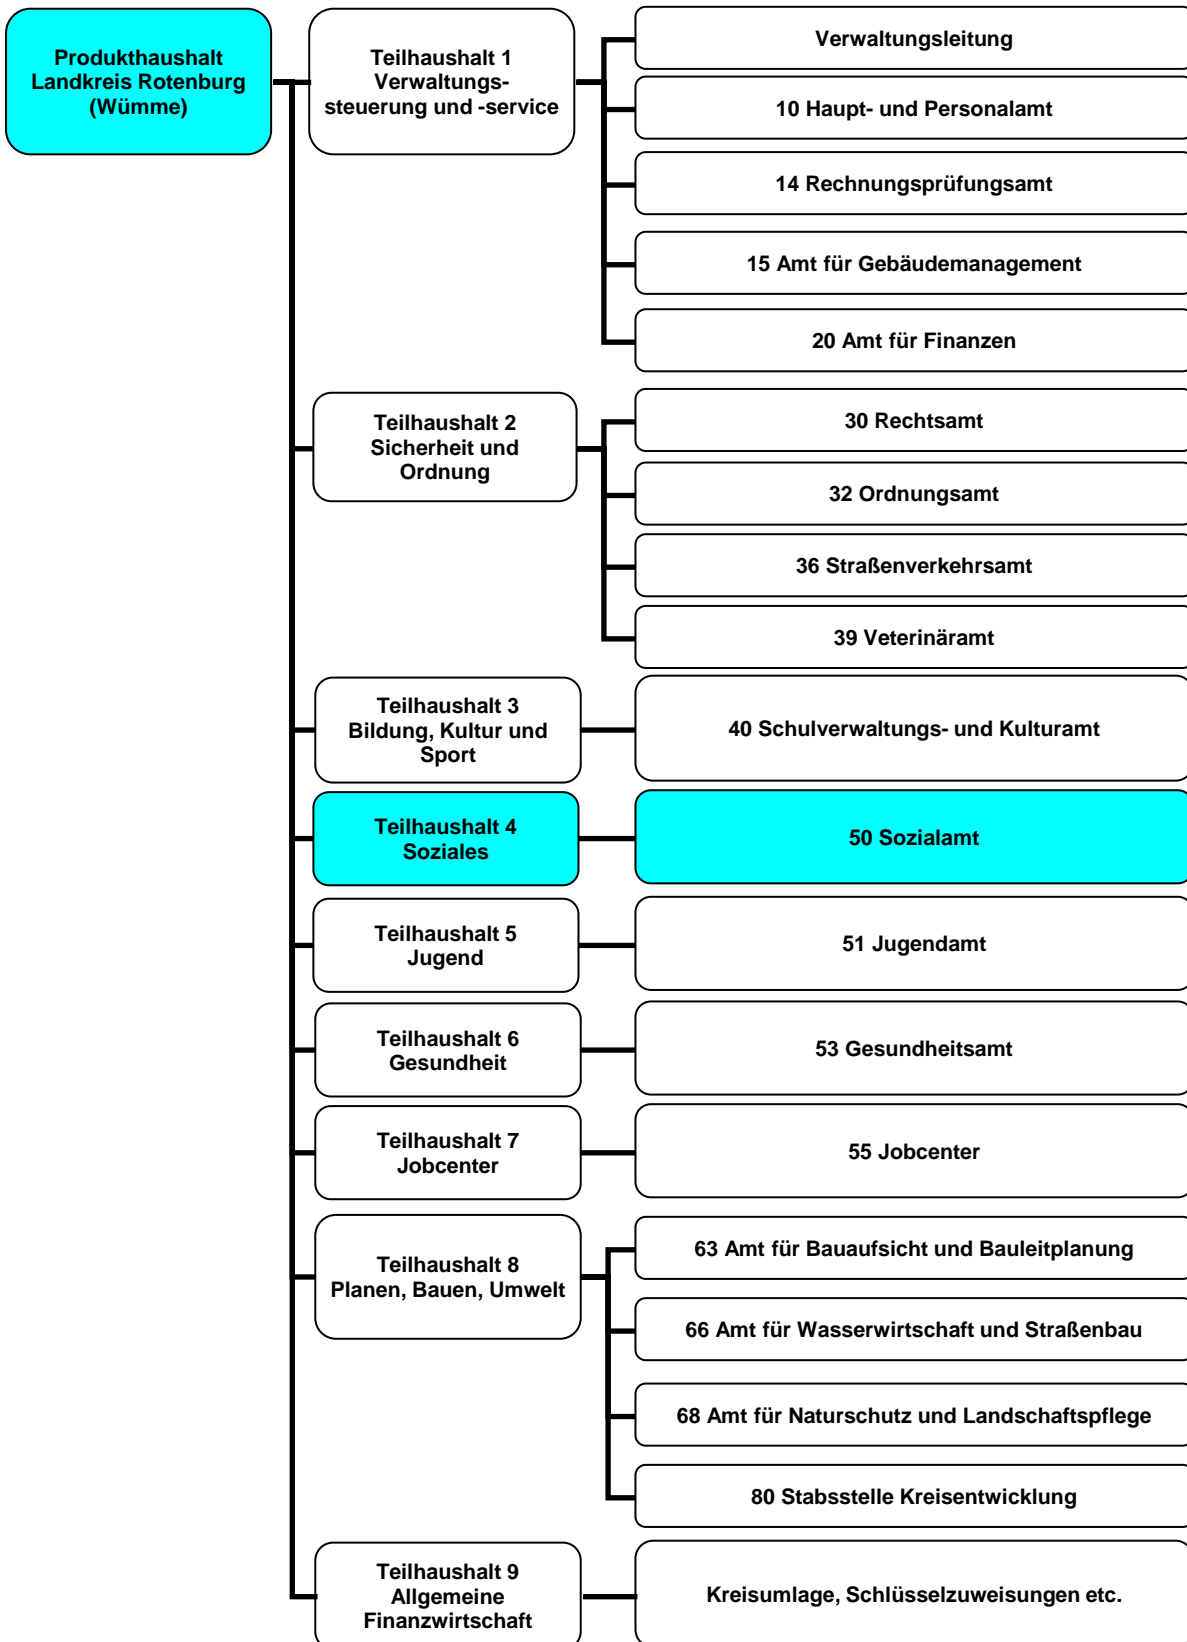 Produkthaushalt
Landkreis Rotenburg
(Wümme)
Teilhaushalt 1
Verwaltungs-
steuerung und -service
Verwaltungsleitung
10 Haupt- und Personalamt
14 Rechnungsprüfungsamt
15 Amt für Gebäudemanagement
20 Amt für Finanzen
Teilhaushalt 2
Sicherheit und
Ordnung
30 Rechtsamt
32 Ordnungsamt
36 Straßenverkehrsamt
39 Veterinäramt
Teilhaushalt 3
Bildung, Kultur und
Sport
40 Schulverwaltungs- und Kulturamt
Teilhaushalt 4
Soziales
50 Sozialamt
Teilhaushalt 5
Jugend
51 Jugendamt
Teilhaushalt 6
Gesundheit
53 Gesundheitsamt
Teilhaushalt 7
Jobcenter
55 Jobcenter
Teilhaushalt 8
Planen, Bauen, Umwelt
63 Amt für Bauaufsicht und Bauleitplanung
66 Amt für Wasserwirtschaft und Straßenbau
68 Amt für Naturschutz und Landschaftspflege
80 Stabsstelle Kreisentwicklung
Teilhaushalt 9
Allgemeine
Finanzwirtschaft
Kreisumlage, Schlüsselzuweisungen etc.